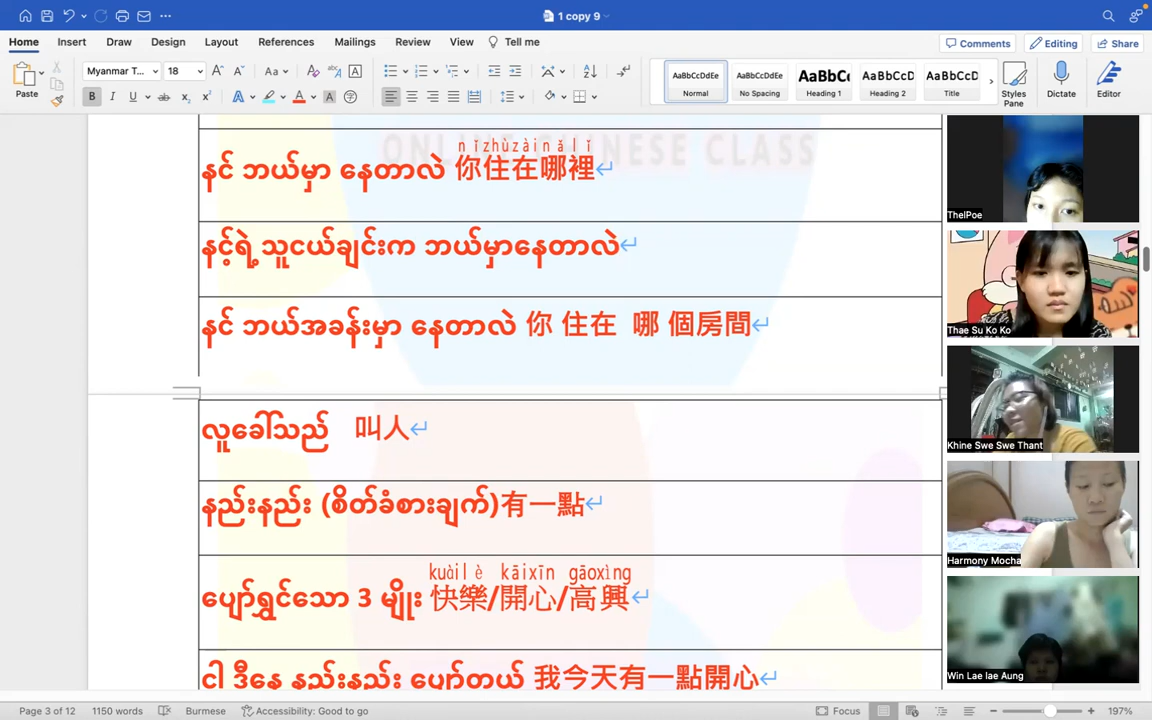 1 copy 9
Home Insert Draw Design Layout References Mailings Review View Tell me
Comments Editing Share
Paste
Myanmar T... 18
AaBbCcDdEe AaBbCcDdEe AaBbC AaBbCcD AaBbCcD
Normal No Spacing Heading 1 Heading 2 Title
Styles Pane Dictate Editor
ONLINE CHINESE CLASS
nǐzhùzàinǎlǐ
နင် ဘယ်မှာ နေတာလဲ 你住在哪裡
နင့်ရဲ့သူငယ်ချင်းက ဘယ်မှာနေတာလဲ
နင် ဘယ်အခန်းမှာ နေတာလဲ 你 住在 哪 個房間
လူခေါ်သည် 叫人
နည်းနည်း (စိတ်ခံစားချက်)有一點
kuàilè kāixīn gāoxìng
ပျော်ရွှင်သော 3 မျိုး 快樂/開心/高興
ငါ ဒီနေ့ နည်းနည်း ပျော်တယ် 我今天有一點開心
ThelPoe
Thae Su Ko Ko
Khine Swe Swe Thant
Harmony Mocha
Win Lae lae Aung
Page 3 of 12 1150 words Burmese Accessibility: Good to go Focus 197%